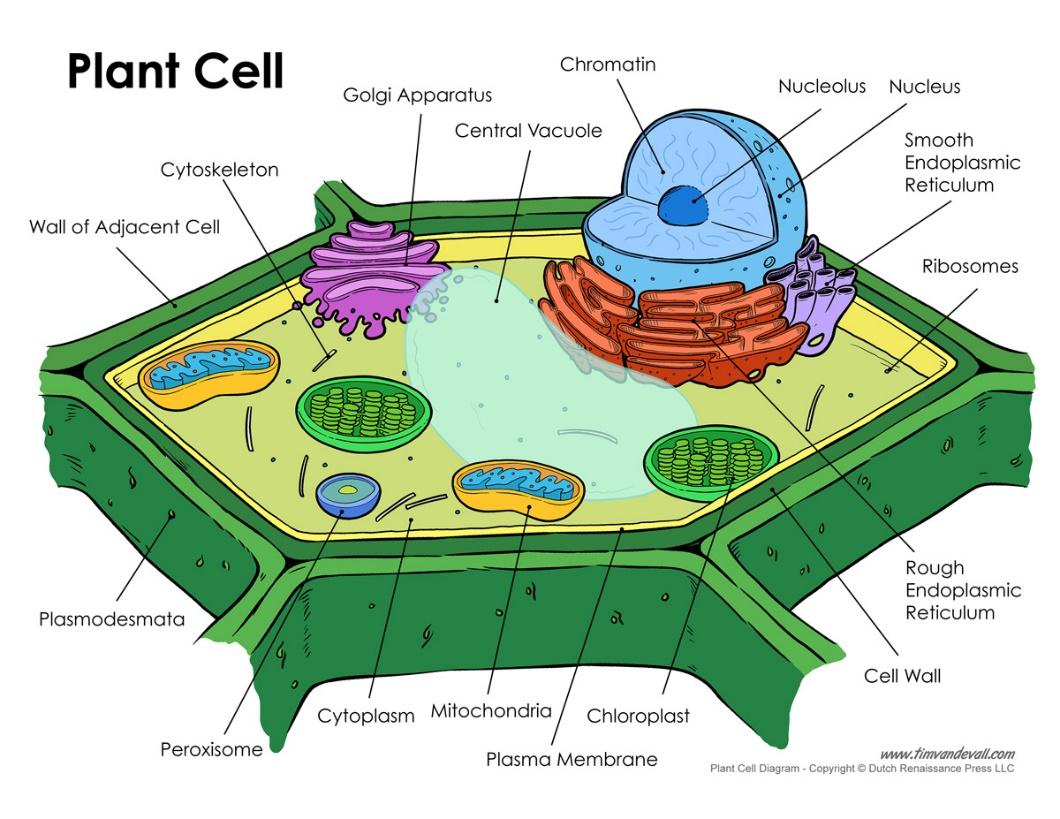 Plant Cell
Chromatin
Golgi Apparatus
Nucleolus
Nucleus
Central Vacuole
Smooth
Endoplasmic
Reticulum
Cytoskeleton
Wall of Adjacent Cell
Ribosomes
Rough
Endoplasmic
Reticulum
Plasmodesmata
Cell Wall
Cytoplasm
Mitochondria
Chloroplast
Peroxisome
Plasma Membrane
www.timvandevall.com
Plant Cell Diagram - Copyright © Dutch Renaissance Press LLC